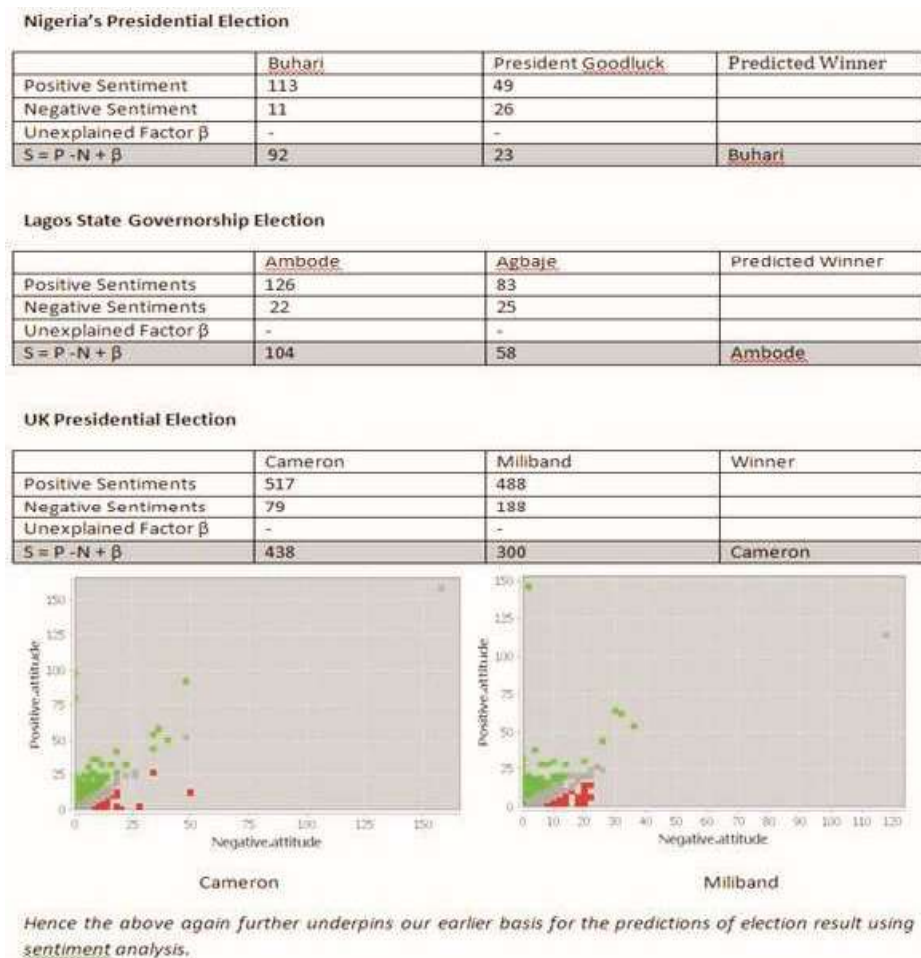 Nigeria's Presidential Election
Buhari President Goodluck Predicted Winner
Positive Sentiment 113 49
Negative Sentiment 11 26
Unexplained Factor β - -
S = P -N + β 92 23 Buhari
Lagos State Governorship Election
Ambode Agbaje Predicted Winner
Positive Sentiments 126 83
Negative Sentiments 22 25
Unexplained Factor β - -
S = P -N + β 104 58 Ambode
UK Presidential Election
Cameron Miliband Winner
Positive Sentiments 517 488
Negative Sentiments 79 188
Unexplained Factor β - -
S = P -N + β 438 300 Cameron
150
125
100
75
50
25
0
Positive.attitude
0 25 50 75 100 125 150
Negative.attitude
Cameron
150
125
100
75
50
25
0
Positive.attitude
0 10 20 30 40 50 60 70 80 90 100 110 120
Negative.attitude
Miliband
Hence the above again further underpins our earlier basis for the predictions of election result using
sentiment analysis.